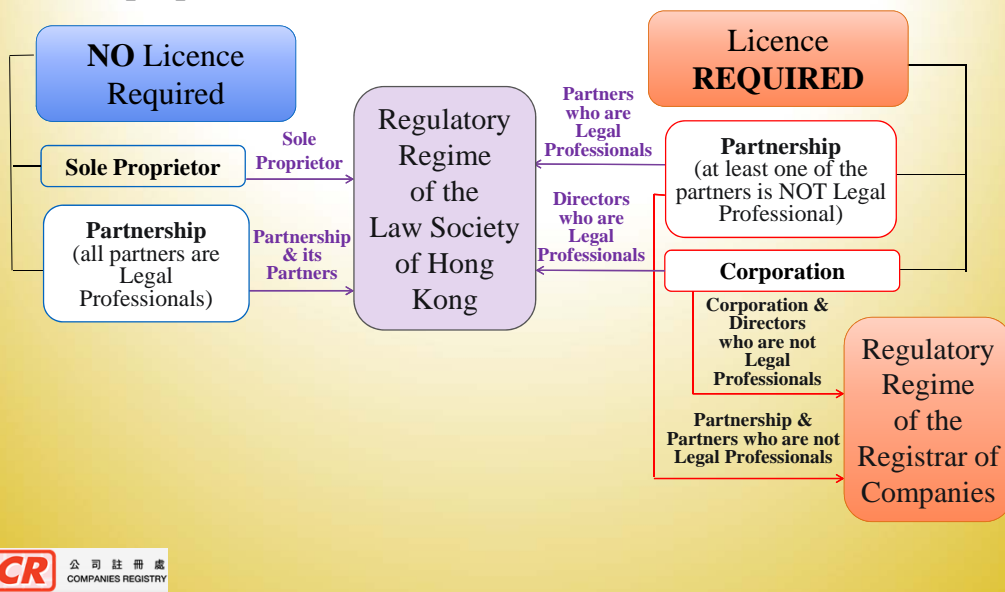 NO Licence
Required
Licence
REQUIRED
Sole Proprietor
Sole
Proprietor
Partnership
(all partners are
Legal
Professionals)
Partnership
& its
Partners
Regulatory
Regime
of the
Law Society
of Hong
Kong
Partners
who are
Legal
Professionals
Directors
who are
Legal
Professionals
Partnership
(at least one of the
partners is NOT Legal
Professional)
Corporation
Corporation &
Directors
who are not
Legal
Professionals
Partnership &
Partners who are not
Legal Professionals
Regulatory
Regime
of the
Registrar of
Companies
CR
公司註冊處
COMPANIES REGISTRY